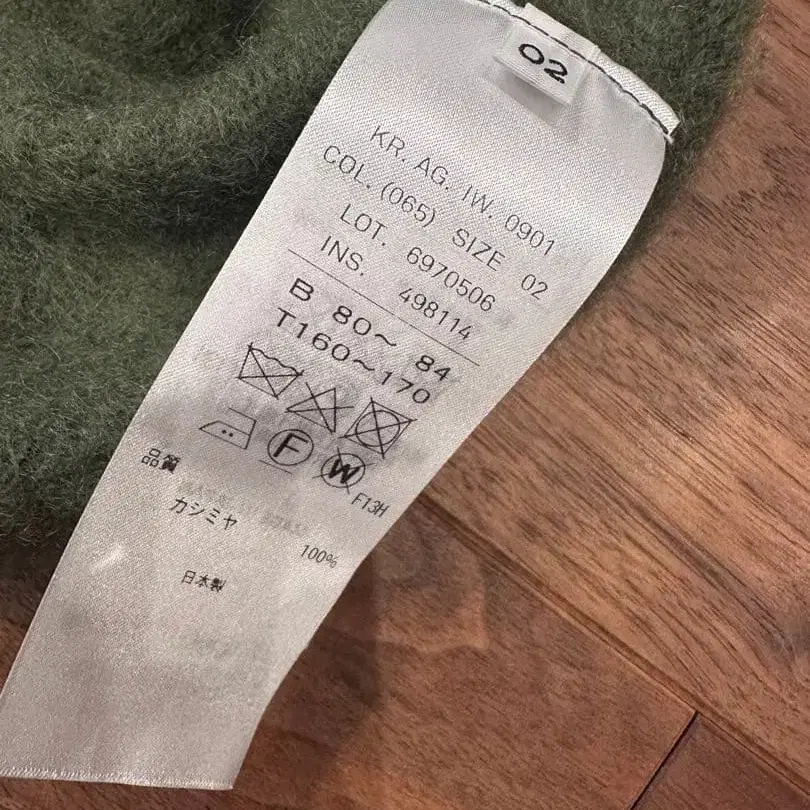 02
KR. AG. IW. 0901
COL. (065) SIZE 02
LOT. 6970506
INS. 498114
B 80～ 84
T160～170
F W
F13H
品質
カシミヤ 100%
日本製